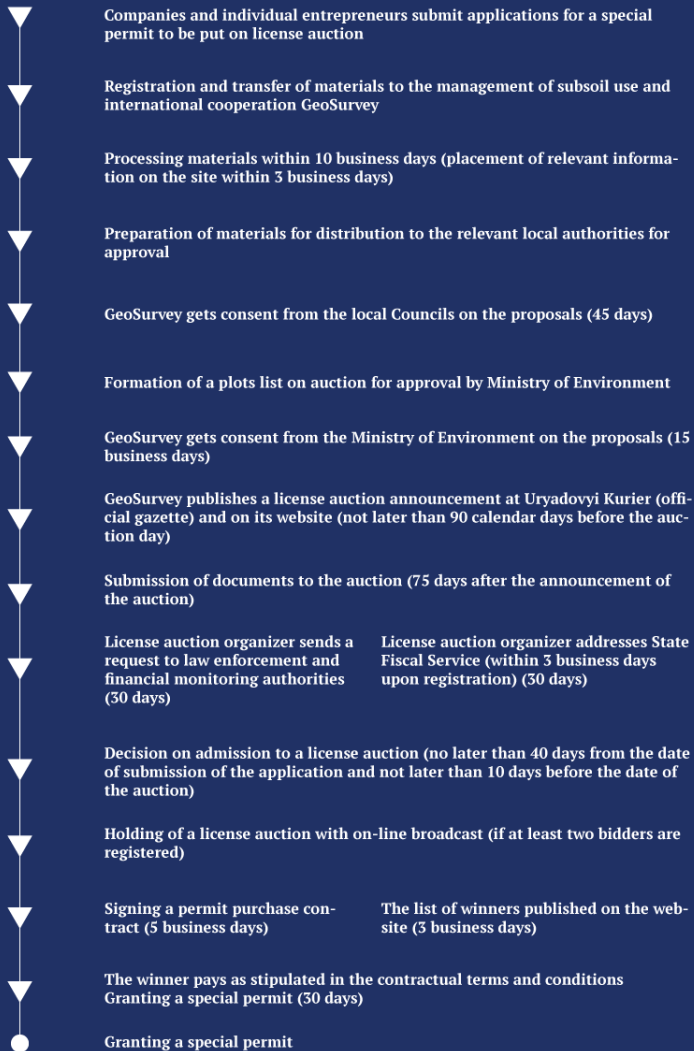 Companies and individual entrepreneurs submit applications for a special
permit to be put on license auction
Registration and transfer of materials to the management of subsoil use and
international cooperation GeoSurvey
Processing materials within 10 business days (placement of relevant informa-
tion on the site within 3 business days)
Preparation of materials for distribution to the relevant local authorities for
approval
GeoSurvey gets consent from the local Councils on the proposals (45 days)
Formation of a plots list on auction for approval by Ministry of Environment
GeoSurvey gets consent from the Ministry of Environment on the proposals (15
business days)
GeoSurvey publishes a license auction announcement at Uryadovyi Kurier (offi-
cial gazette) and on its website (not later than 90 calendar days before the auc-
tion day)
Submission of documents to the auction (75 days after the announcement of
the auction)
License auction organizer sends a
request to law enforcement and
financial monitoring authorities
(30 days)
License auction organizer addresses State
Fiscal Service (within 3 business days
upon registration) (30 days)
Decision on admission to a license auction (no later than 40 days from the date
of submission of the application and not later than 10 days before the date of
the auction)
Holding of a license auction with on-line broadcast (if at least two bidders are
registered)
Signing a permit purchase con-
tract (5 business days)
The list of winners published on the web-
site (3 business days)
The winner pays as stipulated in the contractual terms and conditions
Granting a special permit (30 days)
Granting a special permit